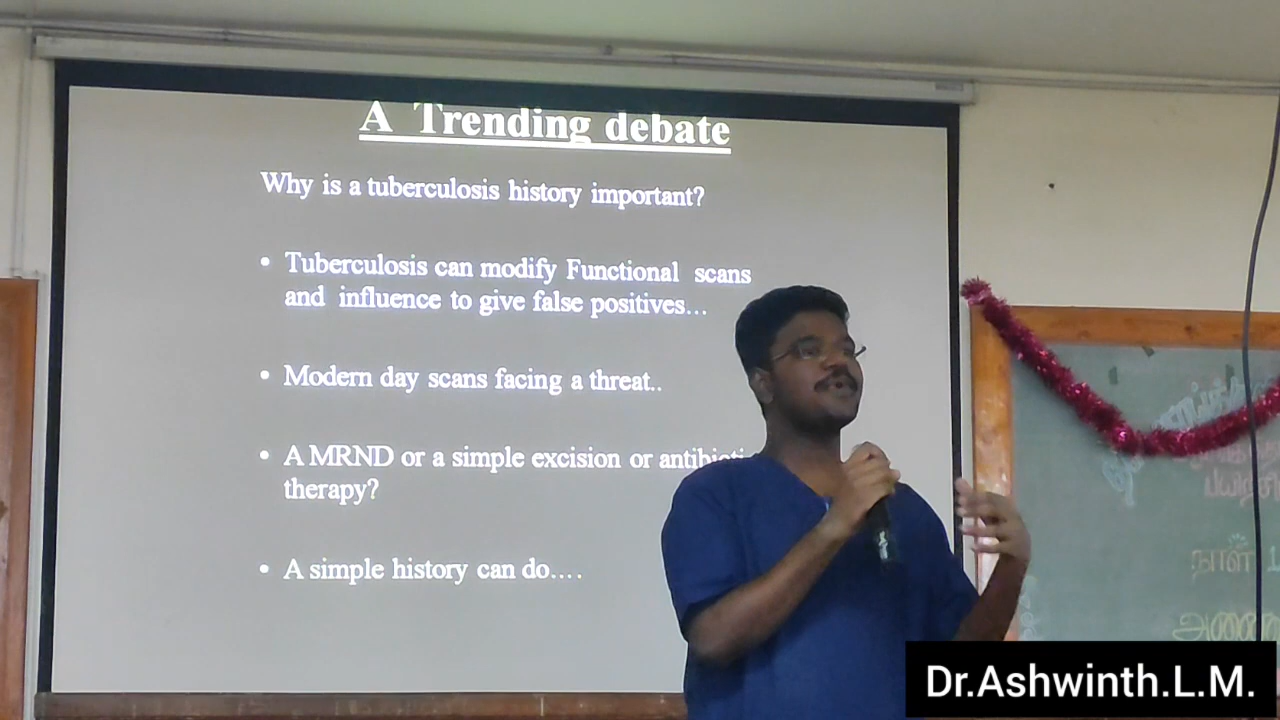 A Trending debate
Why is a tuberculosis history important?
• Tuberculosis can modify Functional scans
and influence to give false positives...
• Modern day scans facing a threat..
• A MRND or a simple excision or
therapy?
• A simple history can do....
நாள்
Dr.Ashwinth.L.M.